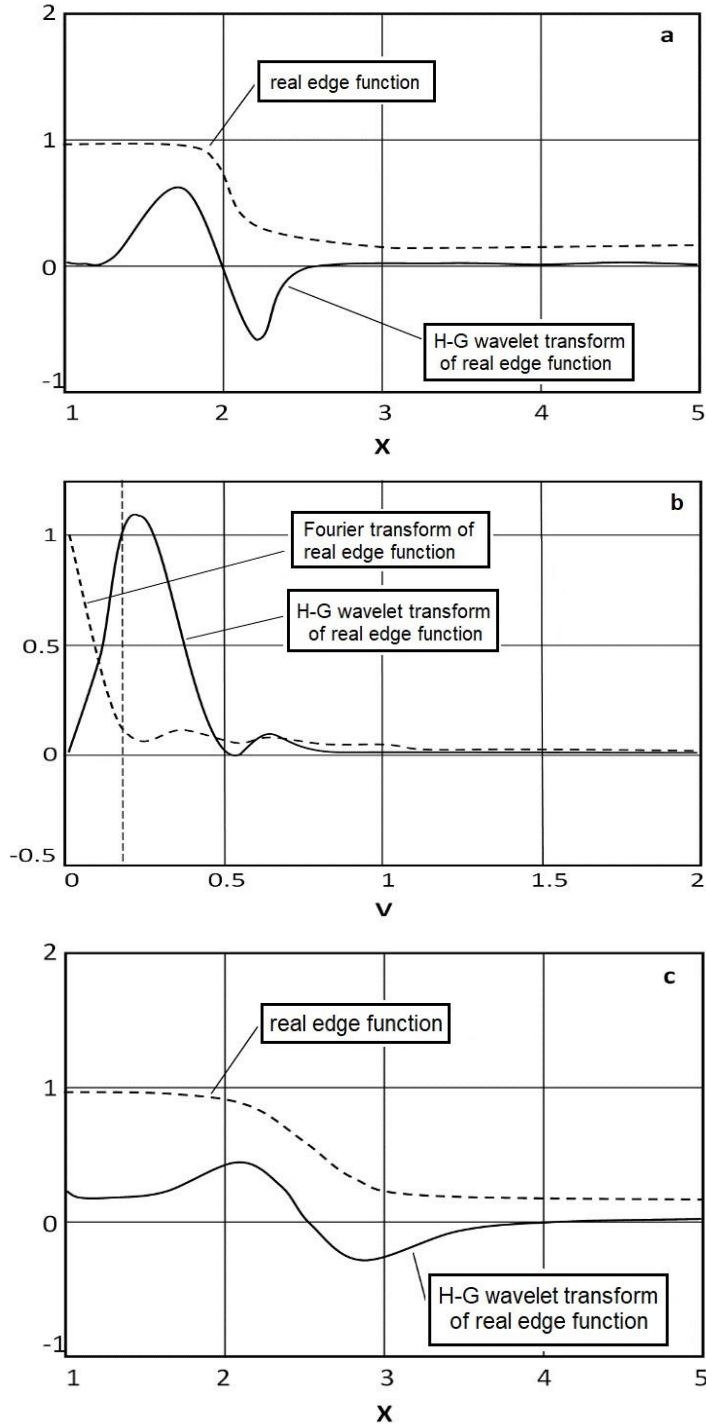 2
a
real edge function
1
0
H-G wavelet transform
of real edge function
-1
1 2 3 4 5
X
b
1
Fourier transform of
real edge function
H-G wavelet transform
of real edge function
0.5
0
-0.5
0 0.5 1 1.5 2
V
2
c
real edge function
1
0
H-G wavelet transform
of real edge function
-1
1 2 3 4 5
X